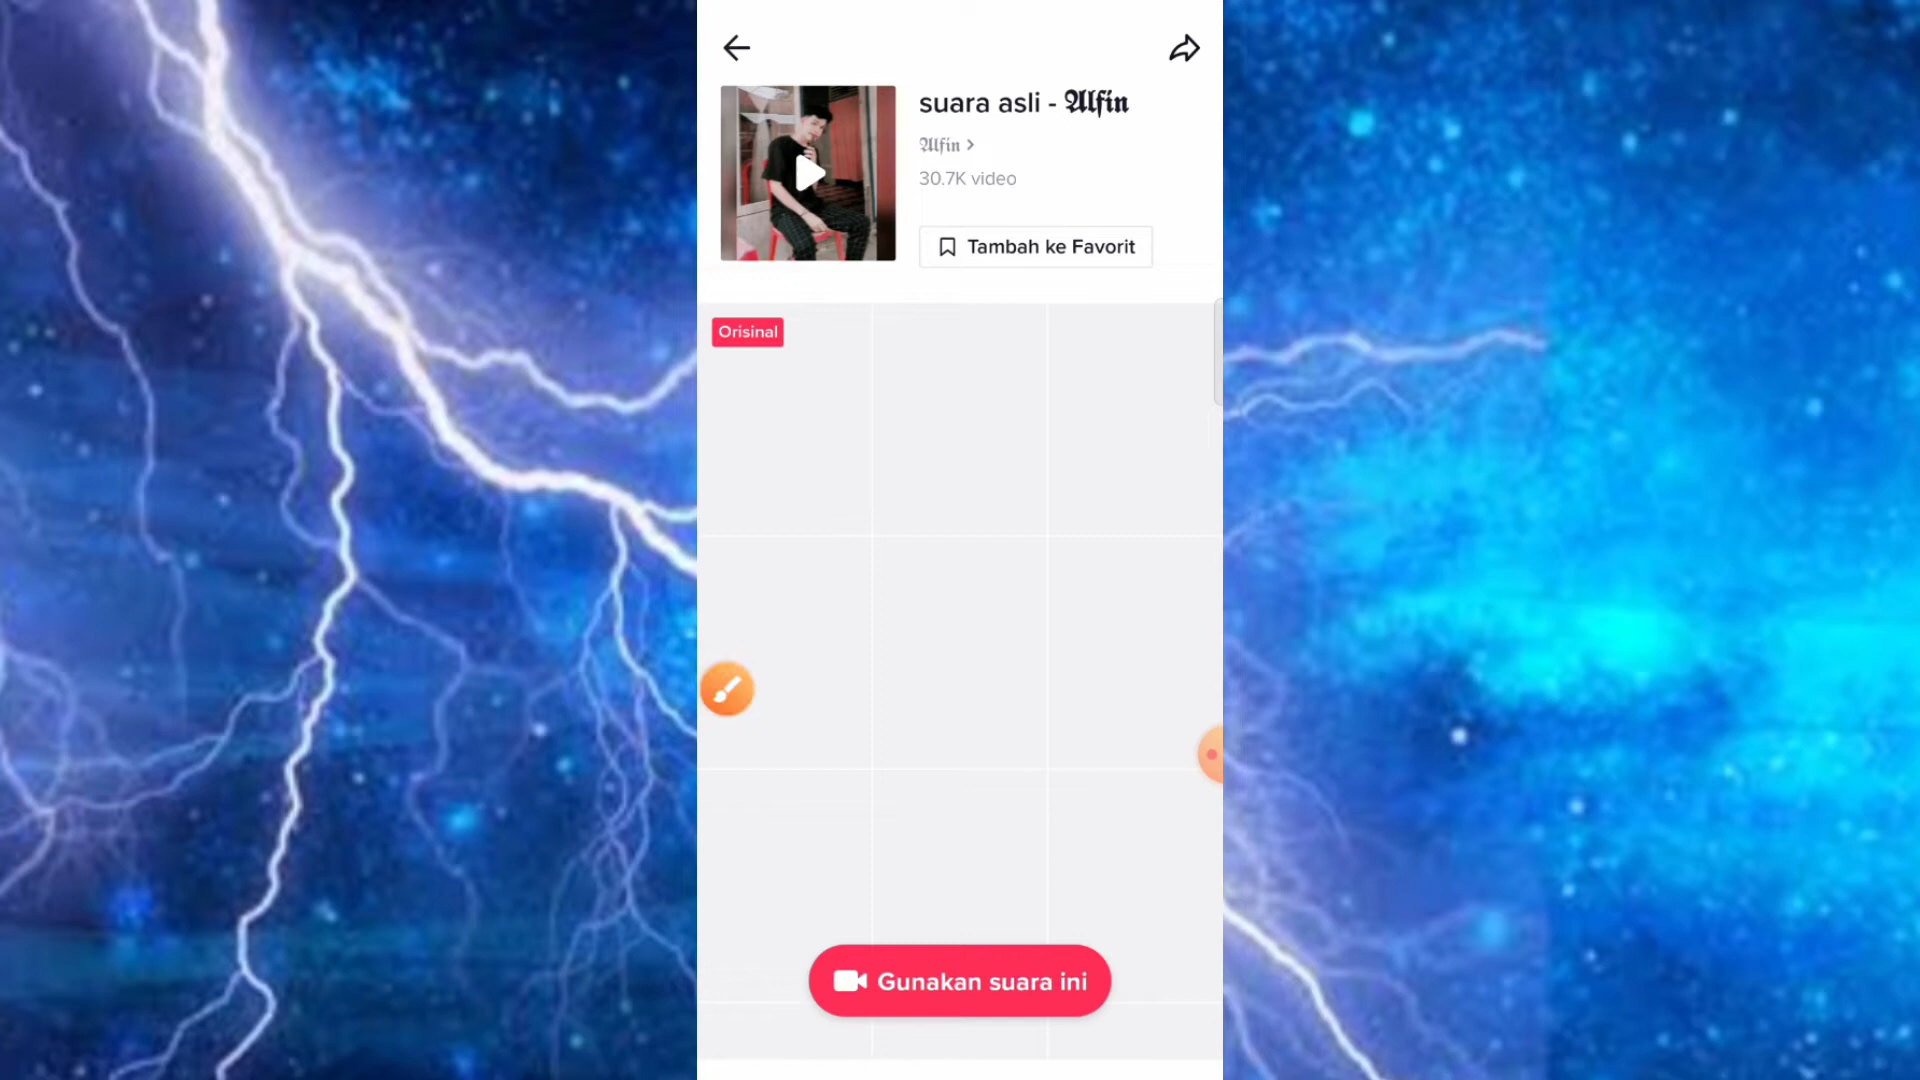 suara asli - 𝕬𝖑𝖋𝖎𝖓
𝕬𝖑𝖋𝖎𝖓 >
30.7K video
Tambah ke Favorit
Orisinal
Gunakan suara ini